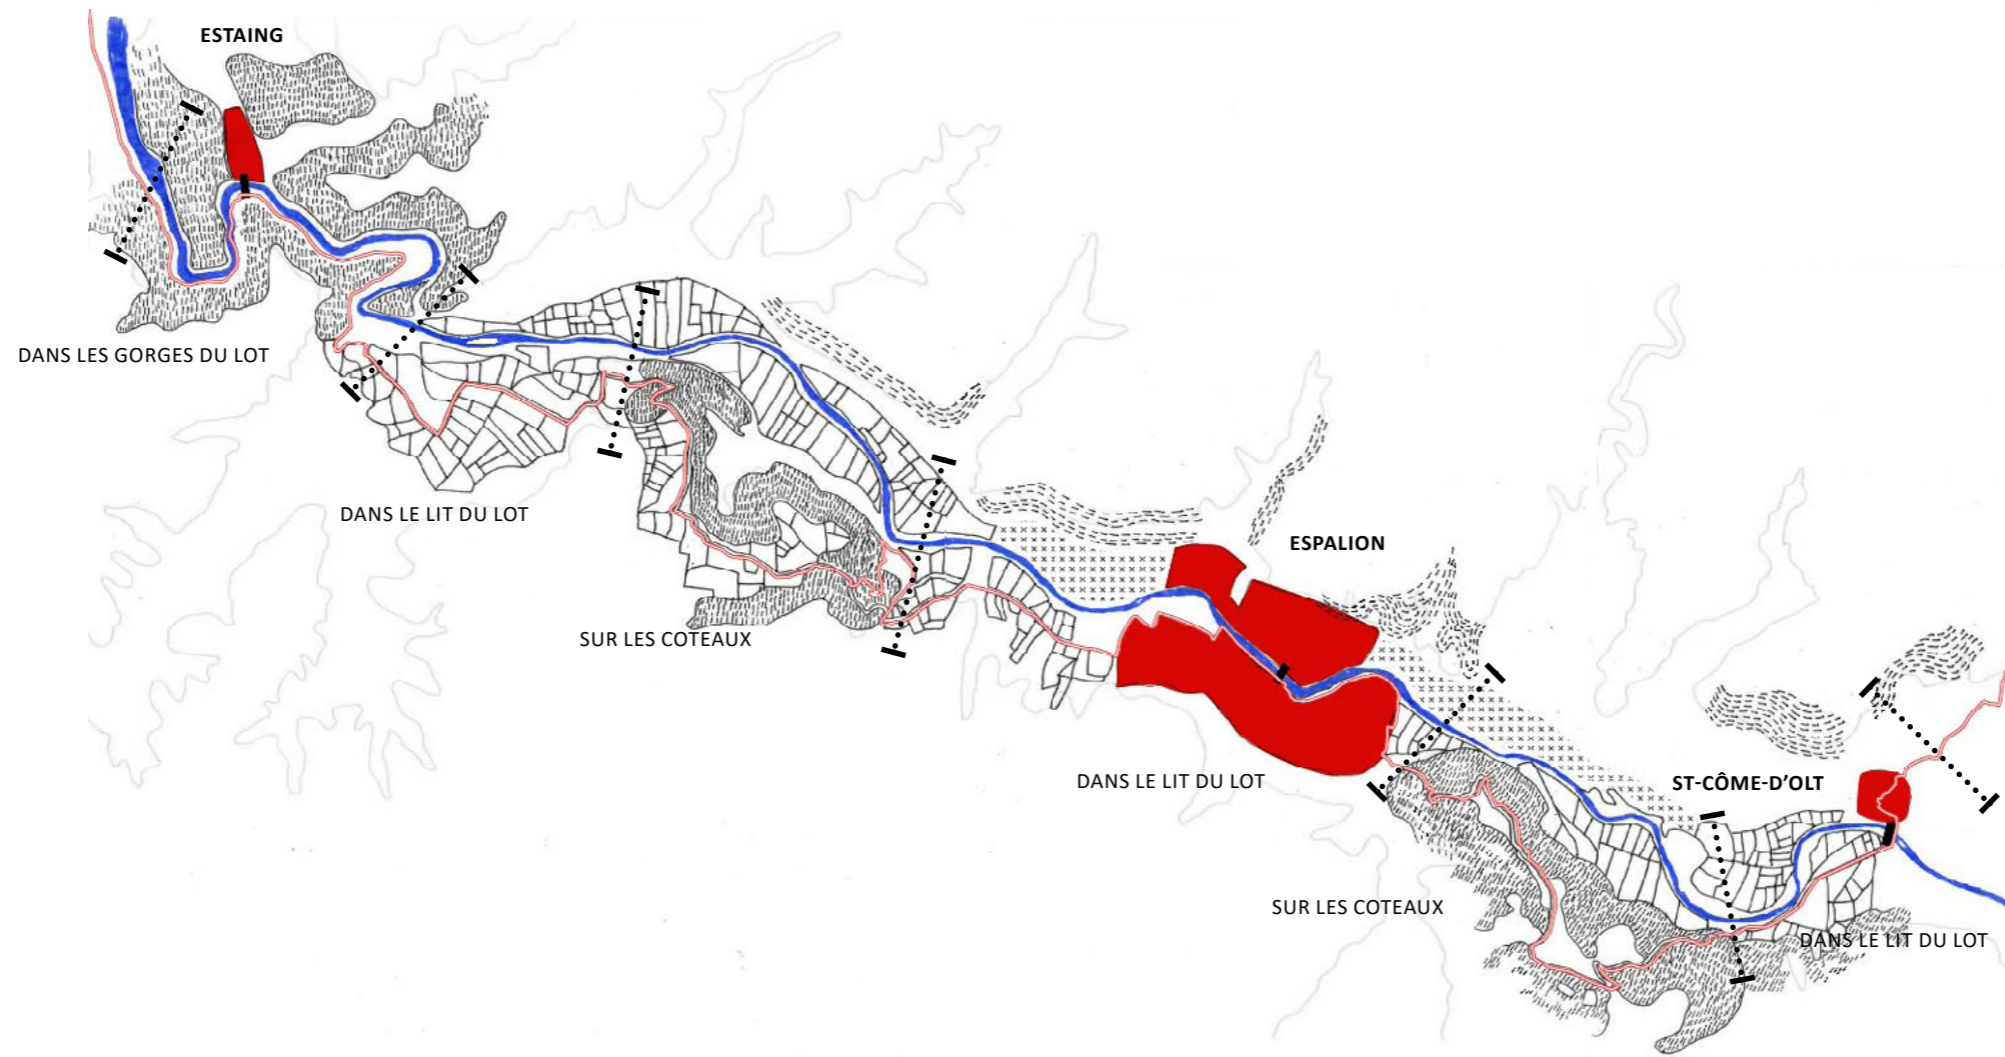 ESTAING
DANS LES GORGES DU LOT
DANS LE LIT DU LOT
SUR LES COTEAUX
ESPALION
DANS LE LIT DU LOT
ST-CÔME-D’OLT
SUR LES COTEAUX
DANS LE LIT DU LOT